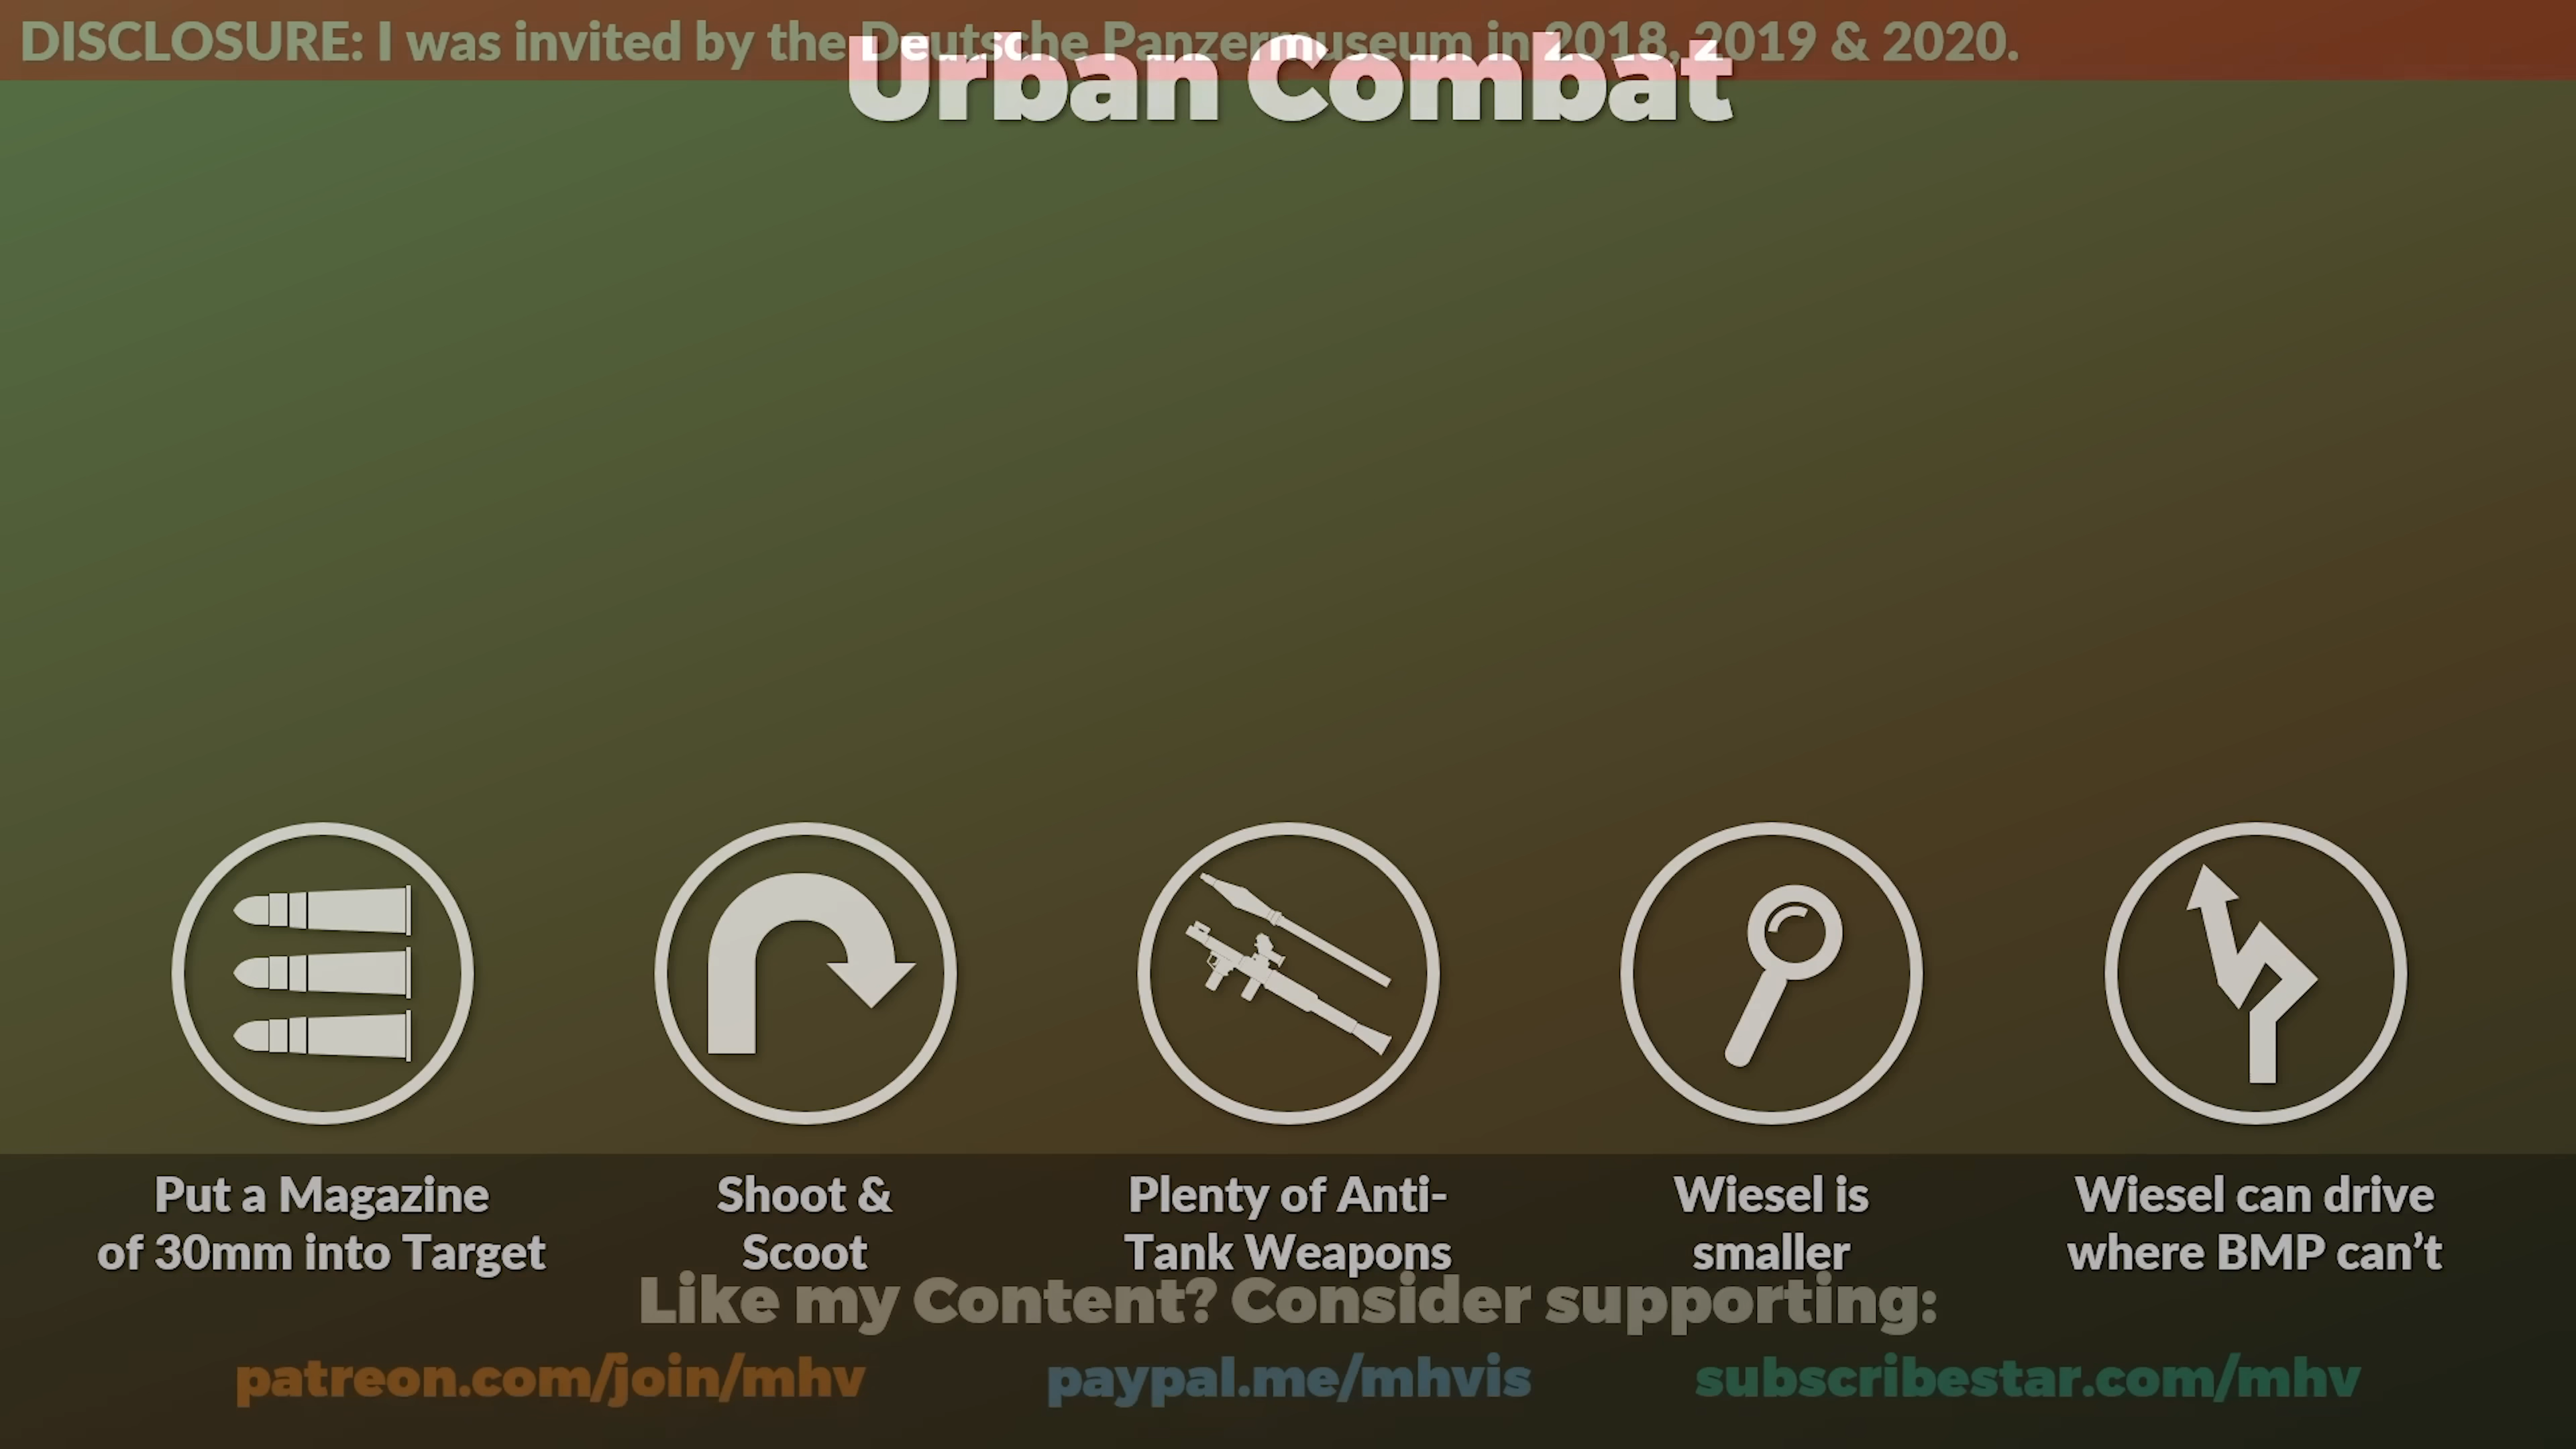 DISCLOSURE: I was invited by the Deutsche Panzermuseum in 2018, 2019 & 2020.
Urban Combat
Put a Magazine
of 30mm into Target
Shoot &
Scoot
Plenty of Anti-
Tank Weapons
Wiesel is
smaller
Wiesel can drive
where BMP can’t
Like my Content? Consider supporting:
patreon.com/join/mhv
paypal.me/mhvis
subscribestar.com/mhv